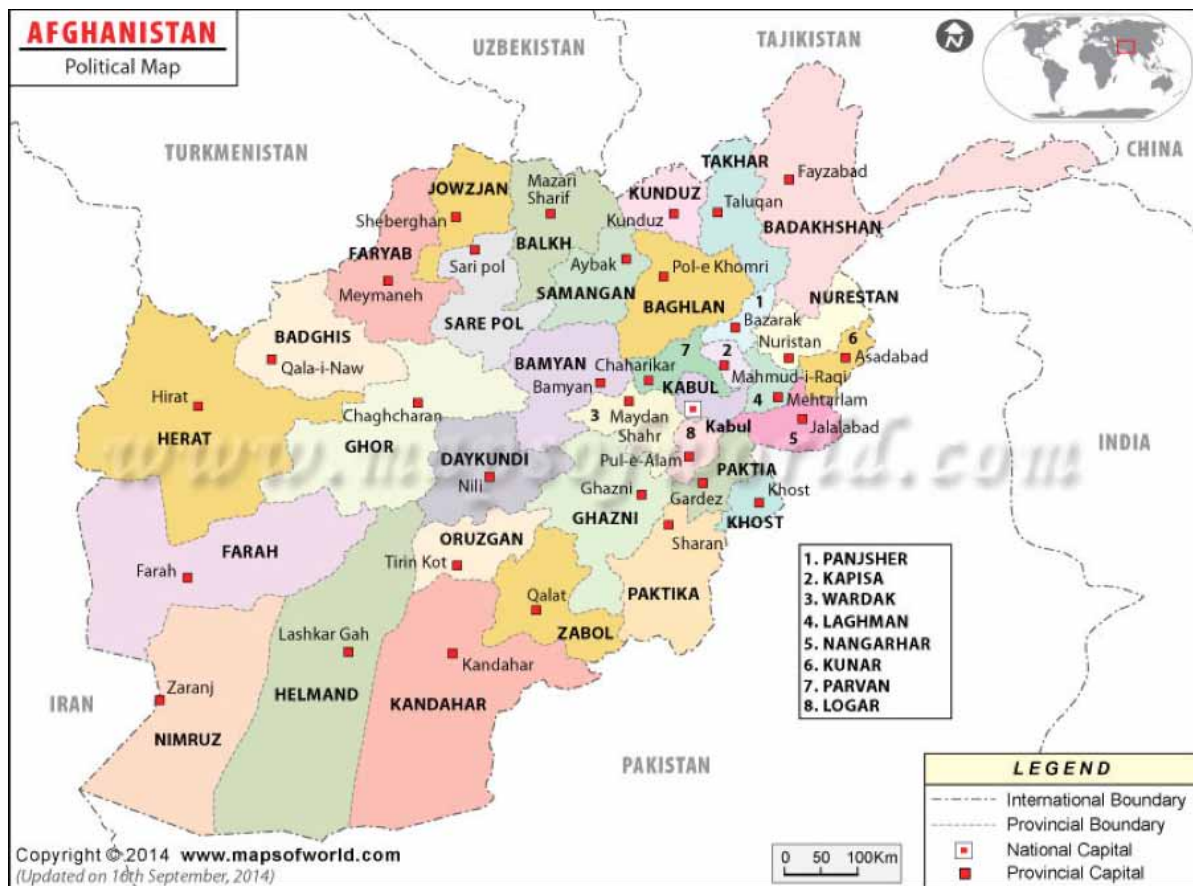 AFGHANISTAN
Political Map
UZBEKISTAN
TAJIKISTAN
N
TURKMENISTAN
CHINA
JOWZJAN
Mazari
Sharif
KUNDUZ
TAKHAR
Fayzabad
Sheberghan
Kunduz
Taluqan
BADAKHSHAN
FARYAB
BALKH
Sari pol
Aybak
Pol-e Khomri
Meymaneh
SAMANGAN
BAGHLAN
NURESTAN
SARE POL
1
Bazarak
BADGHIS
6
Nuristan
Asadabad
Qala-i-Naw
BAMYAN
Chaharikar
7
2
Mahmud-i-Raqi
Bamyan
KABUL
4
Mehtarlam
Hirat
Chaghcharan
3
Maydan
Shahr
Kabul
Jalalabad
5
HERAT
GHOR
8
INDIA
www.mapsofworld.com
DAYKUNDI
Pul-e-Alam
PAKTIA
Nili
Ghazni
Gardez
Khost
GHAZNI
KHOST
ORUZGAN
Sharan
FARAH
Tirin Kot
Farah
Qalat
PAKTIKA
ZABOL
1. PANJSHER
2. KAPISA
3. WARDAK
4. LAGHMAN
5. NANGARHAR
6. KUNAR
7. PARVAN
8. LOGAR
Lashkar Gah
Kandahar
Zaranj
HELMAND
KANDAHAR
IRAN
NIMRUZ
PAKISTAN
LEGEND
International Boundary
Provincial Boundary
National Capital
Provincial Capital
0 50 100Km
Copyright © 2014 www.mapsofworld.com
(Updated on 16th September, 2014)